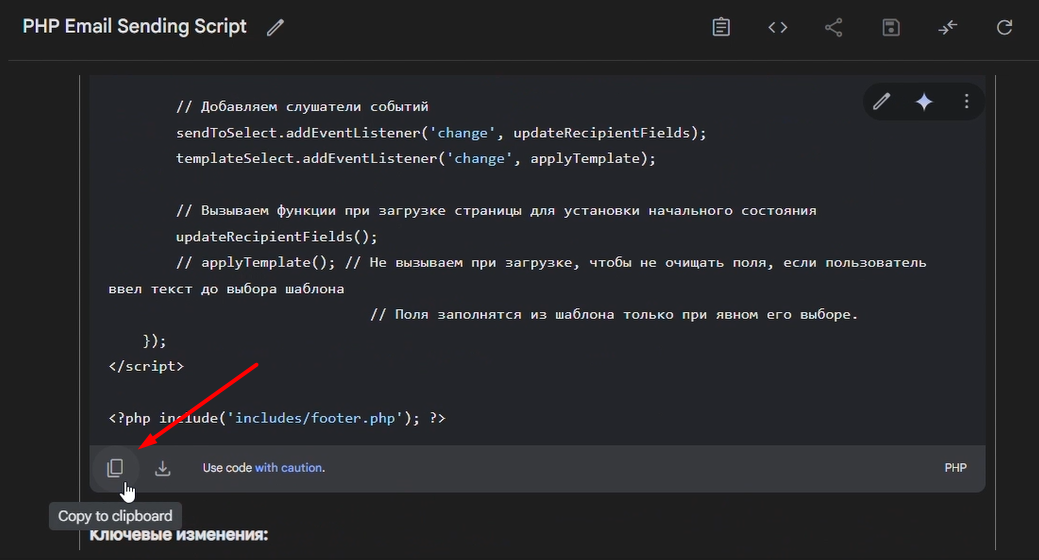 PHP Email Sending Script
// Добавляем слушатели событий
sendToSelect.addEventListener('change', updateRecipientFields);
templateSelect.addEventListener('change', applyTemplate);
// Вызываем функции при загрузке страницы для установки начального состояния
updateRecipientFields();
// applyTemplate(); // Не вызываем при загрузке, чтобы не очищать поля, если пользователь
ввел текст до выбора шаблона
// Поля заполнятся из шаблона только при явном его выборе.
});
</script>
<?php include('includes/footer.php'); ?>
Use code with caution.
PHP
Copy to clipboard
Ключевые изменения: